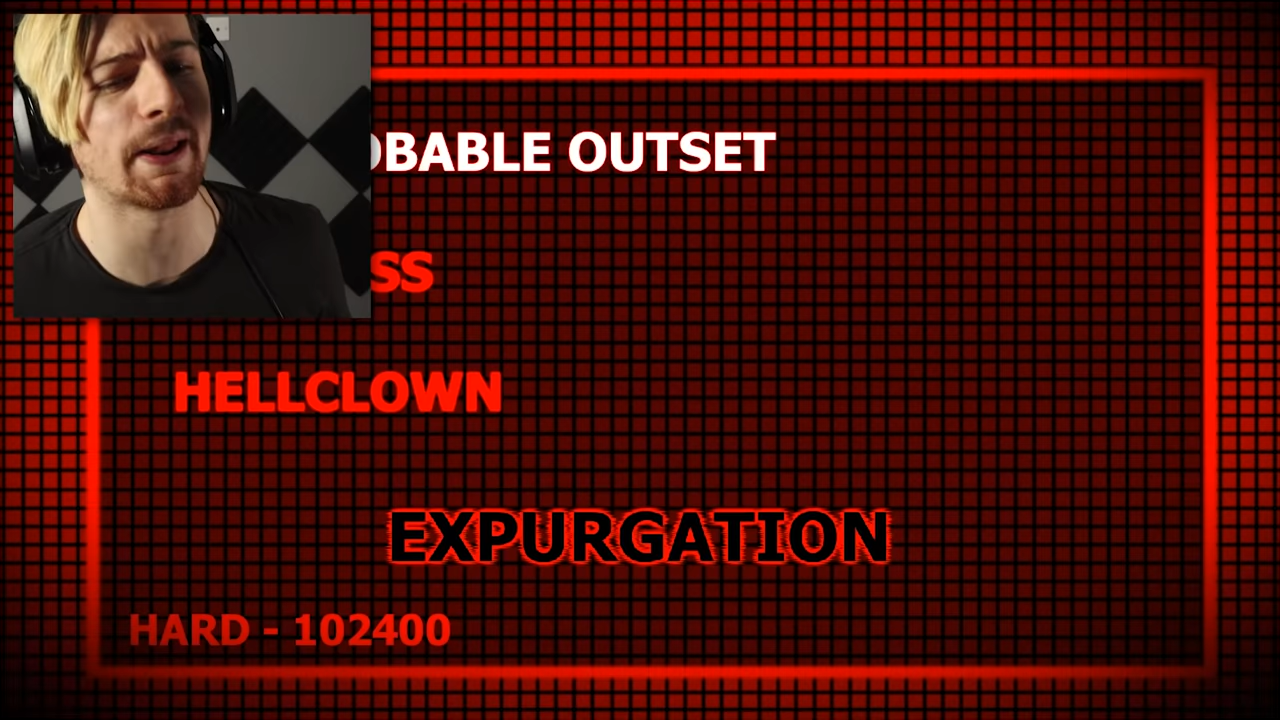 OBABLE OUTSET
SS
HELLCLOWN
EXPURGATION
HARD - 102400